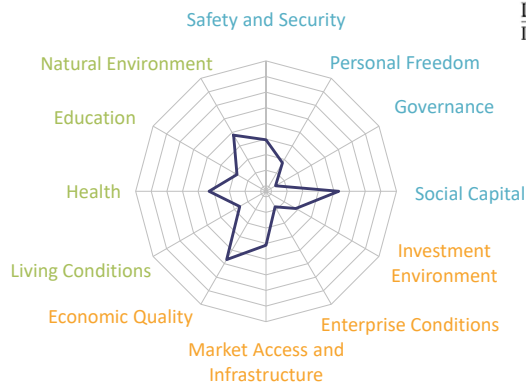 Safety and Security
Natural Environment
Personal Freedom
Education
Governance
Health
Social Capital
Investment
Environment
Living Conditions
Economic Quality
Enterprise Conditions
Market Access and
Infrastructure